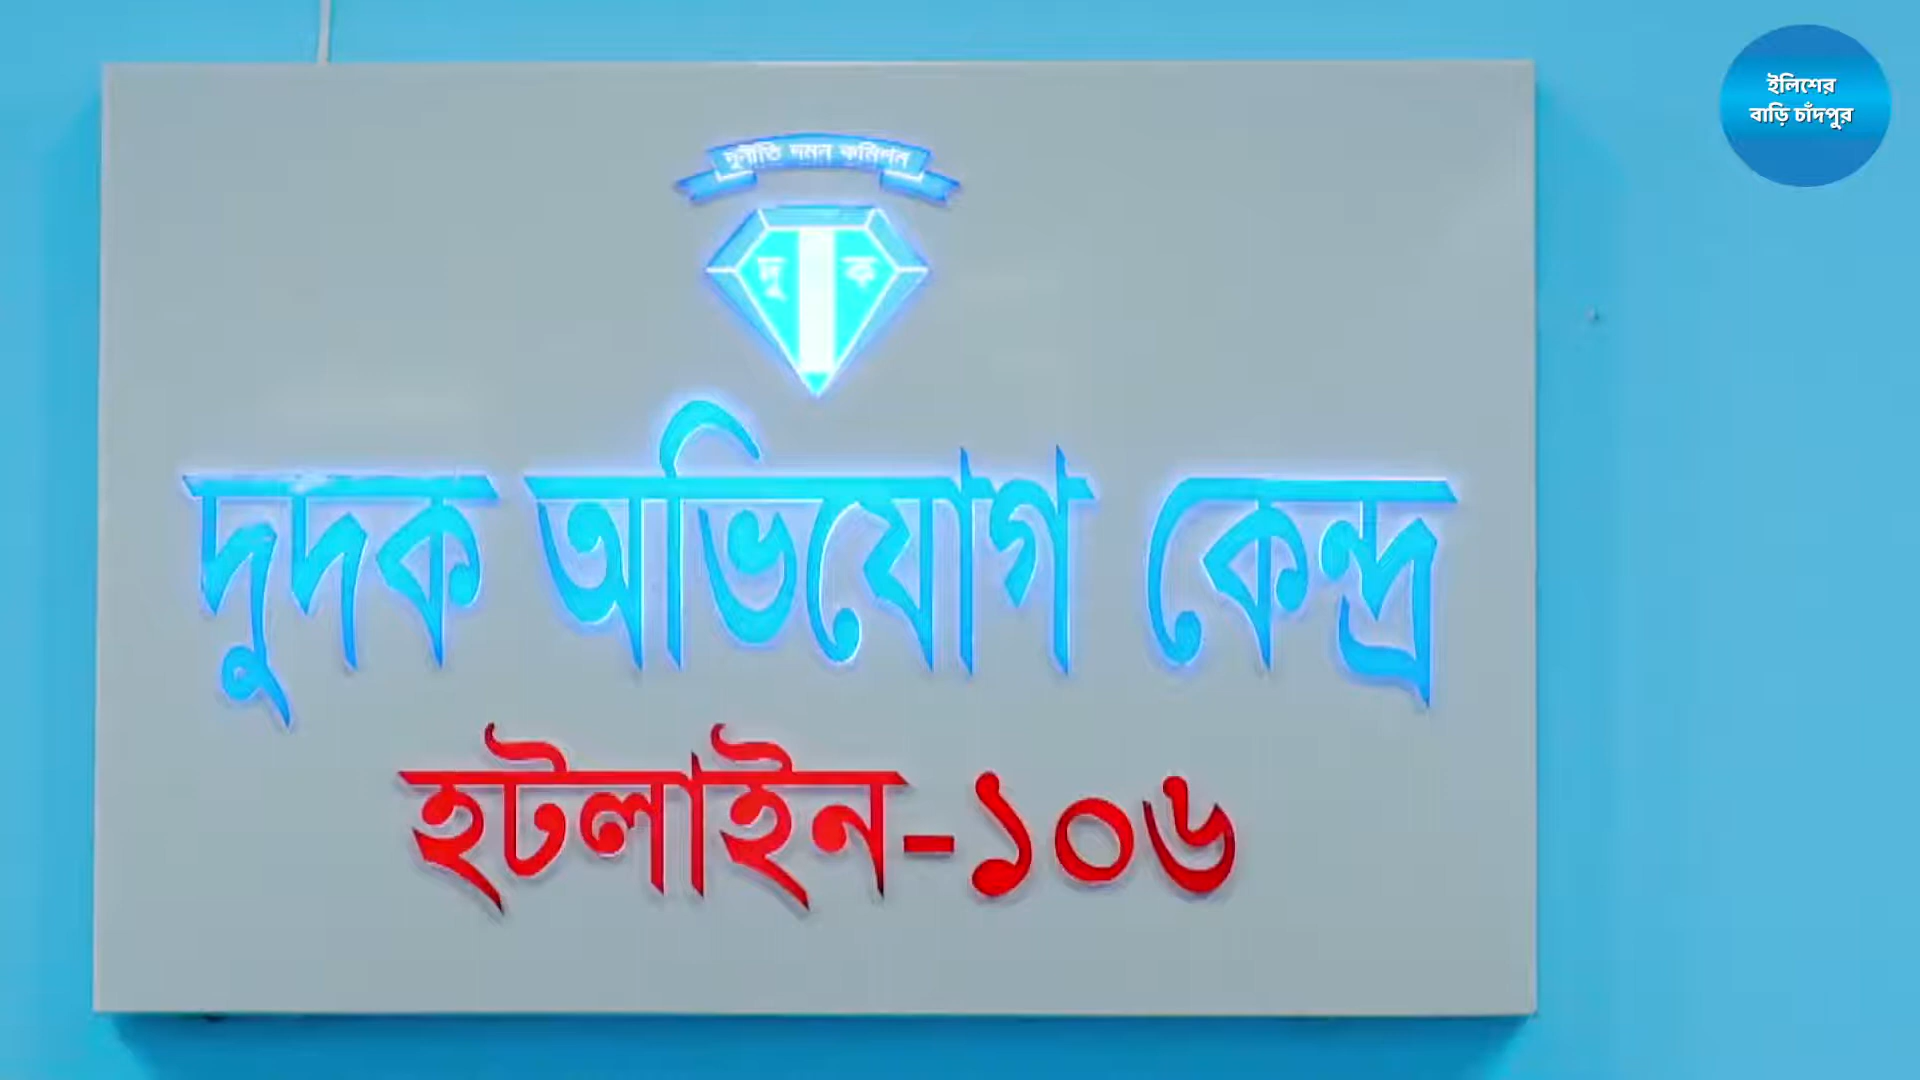 ইলিশের
বাড়ি চাঁদপুর
দুর্নীতি দমন কমিশন
দু ক
দুদক অভিযোগ কেন্দ্র
হটলাইন-১০৬